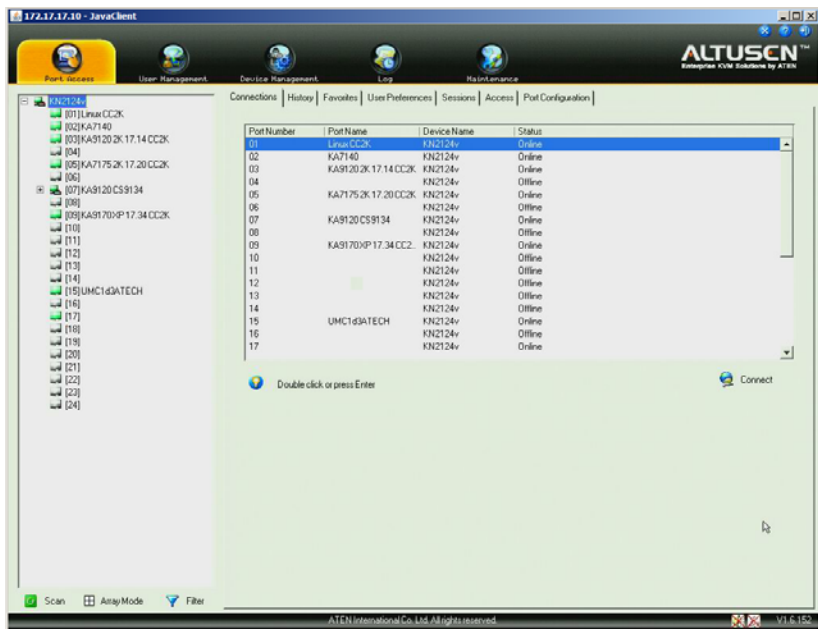 172.17.17.10 - JavaClient
Port Access User Management Device Management Log Maintenance
ALTUSEN™
Enterprise KVM Solutions by ATEN
KN2124v
[01]Linux CC2K
[02]KA7140
[03]KA9120 2K 17.14 CC2K
[04]
[05]KA7175 2K 17.20 CC2K
[06]
[07]KA9120 CS9134
[08]
[09]KA9170XP 17.34 CC2K
[10]
[11]
[12]
[13]
[14]
[15]UMC1d3ATECH
[16]
[17]
[18]
[19]
[20]
[21]
[22]
[23]
[24]
Scan Array Mode Filter
Connections History Favorites User Preferences Sessions Access Port Configuration
Port Number Port Name Device Name Status
01 Linux CC2K KN2124v Online
02 KA7140 KN2124v Online
03 KA9120 2K 17.14 CC2K KN2124v Online
04 KN2124v Offline
05 KA7175 2K 17.20 CC2K KN2124v Online
06 KN2124v Offline
07 KA9120 CS9134 KN2124v Online
08 KN2124v Offline
09 KA9170XP 17.34 CC2... KN2124v Online
10 KN2124v Offline
11 KN2124v Offline
12 KN2124v Offline
13 KN2124v Offline
14 KN2124v Offline
15 UMC1d3ATECH KN2124v Online
16 KN2124v Offline
17 KN2124v Online
Double click or press Enter
Connect
ATEN International Co. Ltd. All rights reserved.
V1.6.152